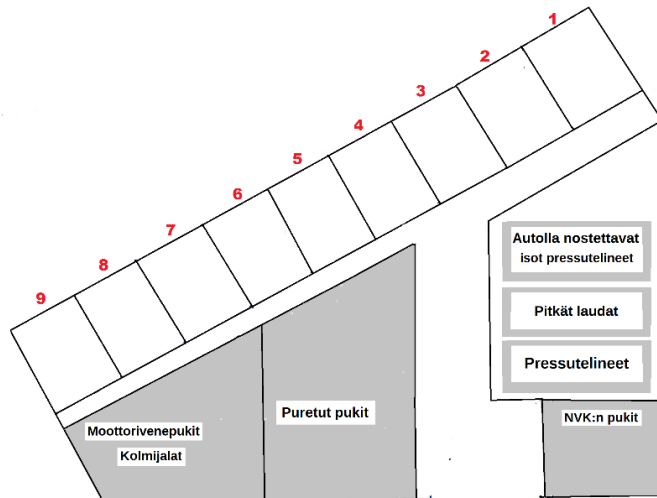 1
2
3
4
5
6
7
8
9
Autolla nostettavat
isot pressutelineet
Pitkät laudat
Pressutelineet
Puretut pukit
NVK:n pukit
Moottorivenepukit
Kolmijalat